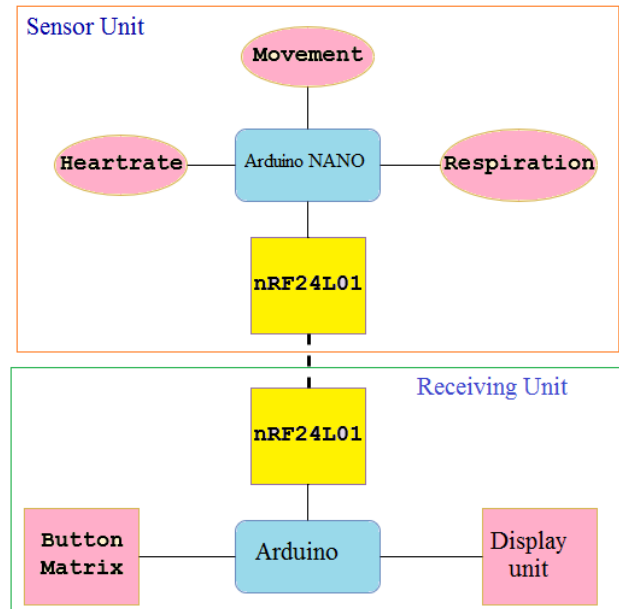 Sensor Unit
Movement
Heartrate
Arduino NANO
Respiration
nRF24L01
Receiving Unit
nRF24L01
Button
Matrix
Arduino
Display
unit